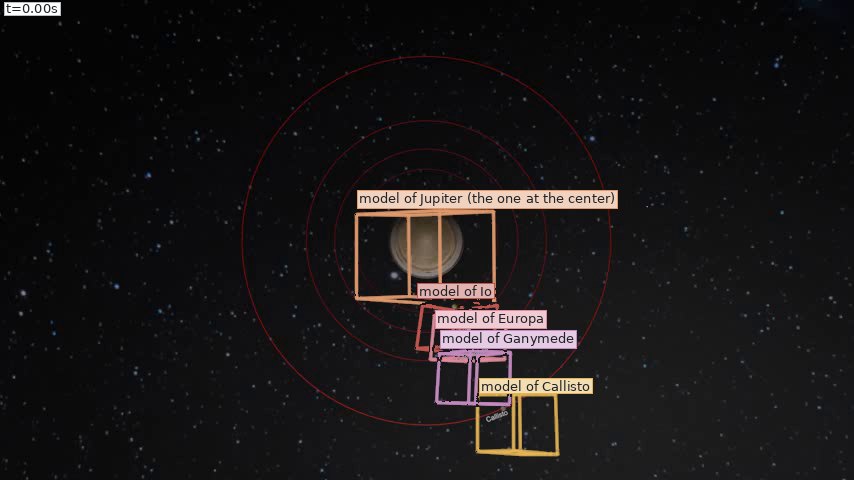 t=0.00s
model of Jupiter (the one at the center)
model of Io
model of Europa
model of Ganymede
model of Callisto
Callisto